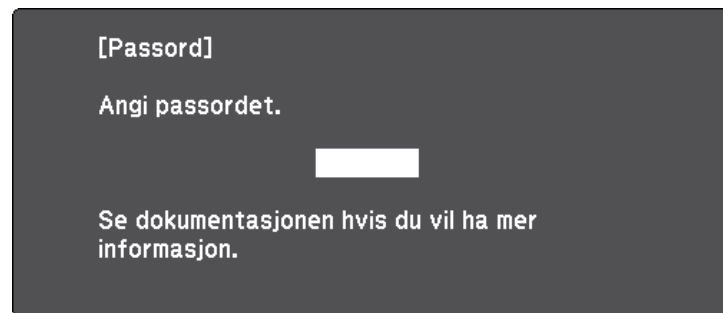 [Passord]
Angi passordet.
Se dokumentasjonen hvis du vil ha mer
informasjon.